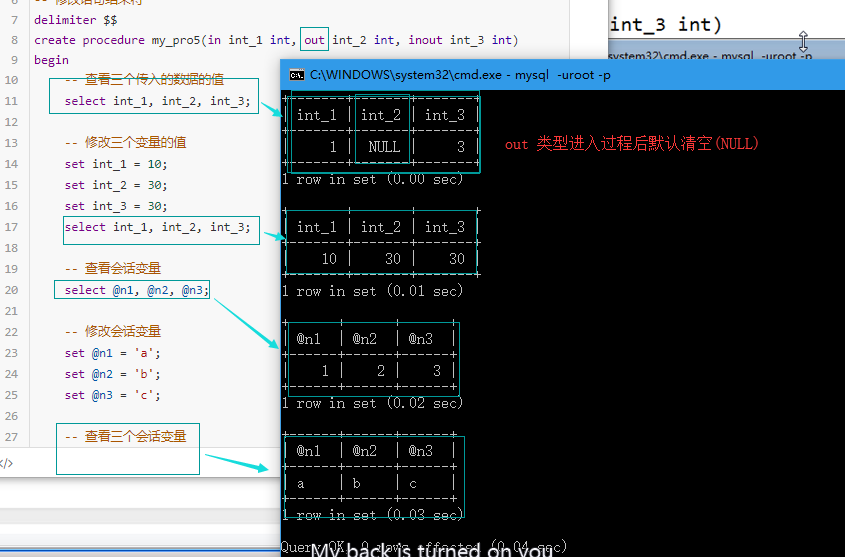 7 delimiter $$
8 create procedure my_pro5(in int_1 int, out int_2 int, inout int_3 int)
9 begin
10 -- 查看三个传入的数据的值
11 select int_1, int_2, int_3;
12
13 -- 修改三个变量的值
14 set int_1 = 10;
15 set int_2 = 30;
16 set int_3 = 30;
17 select int_1, int_2, int_3;
18
19 -- 查看会话变量
20 select @n1, @n2, @n3;
21
22 -- 修改会话变量
23 set @n1 = 'a';
24 set @n2 = 'b';
25 set @n3 = 'c';
26
27 -- 查看三个会话变量
</>
int_3 int)
system32\cmd.exe - mysql -uroot -p
C:\WINDOWS\system32\cmd.exe - mysql -uroot -p
| int_1 | int_2 | int_3 |
| 1 | NULL | 3 |
1 row in set (0.00 sec)
out 类型进入过程后默认清空(NULL)
| int_1 | int_2 | int_3 |
| 10 | 30 | 30 |
1 row in set (0.01 sec)
| @n1 | @n2 | @n3 |
| 1 | 2 | 3 |
1 row in set (0.02 sec)
| @n1 | @n2 | @n3 |
| a | b | c |
1 row in set (0.03 sec)
Query OK, 0 rows affected (0.04 sec)
My back is turned on you